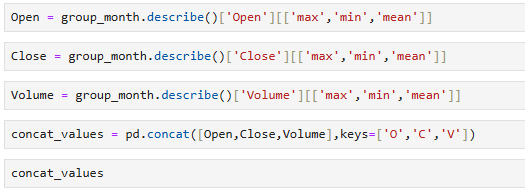 Open = group_month.describe()['Open'][['max','min','mean']]
Close = group_month.describe()['Close'][['max','min','mean']]
Volume = group_month.describe()['Volume'][['max','min','mean']]
concat_values = pd.concat([Open,Close,Volume],keys=['O','C','V'])
concat_values